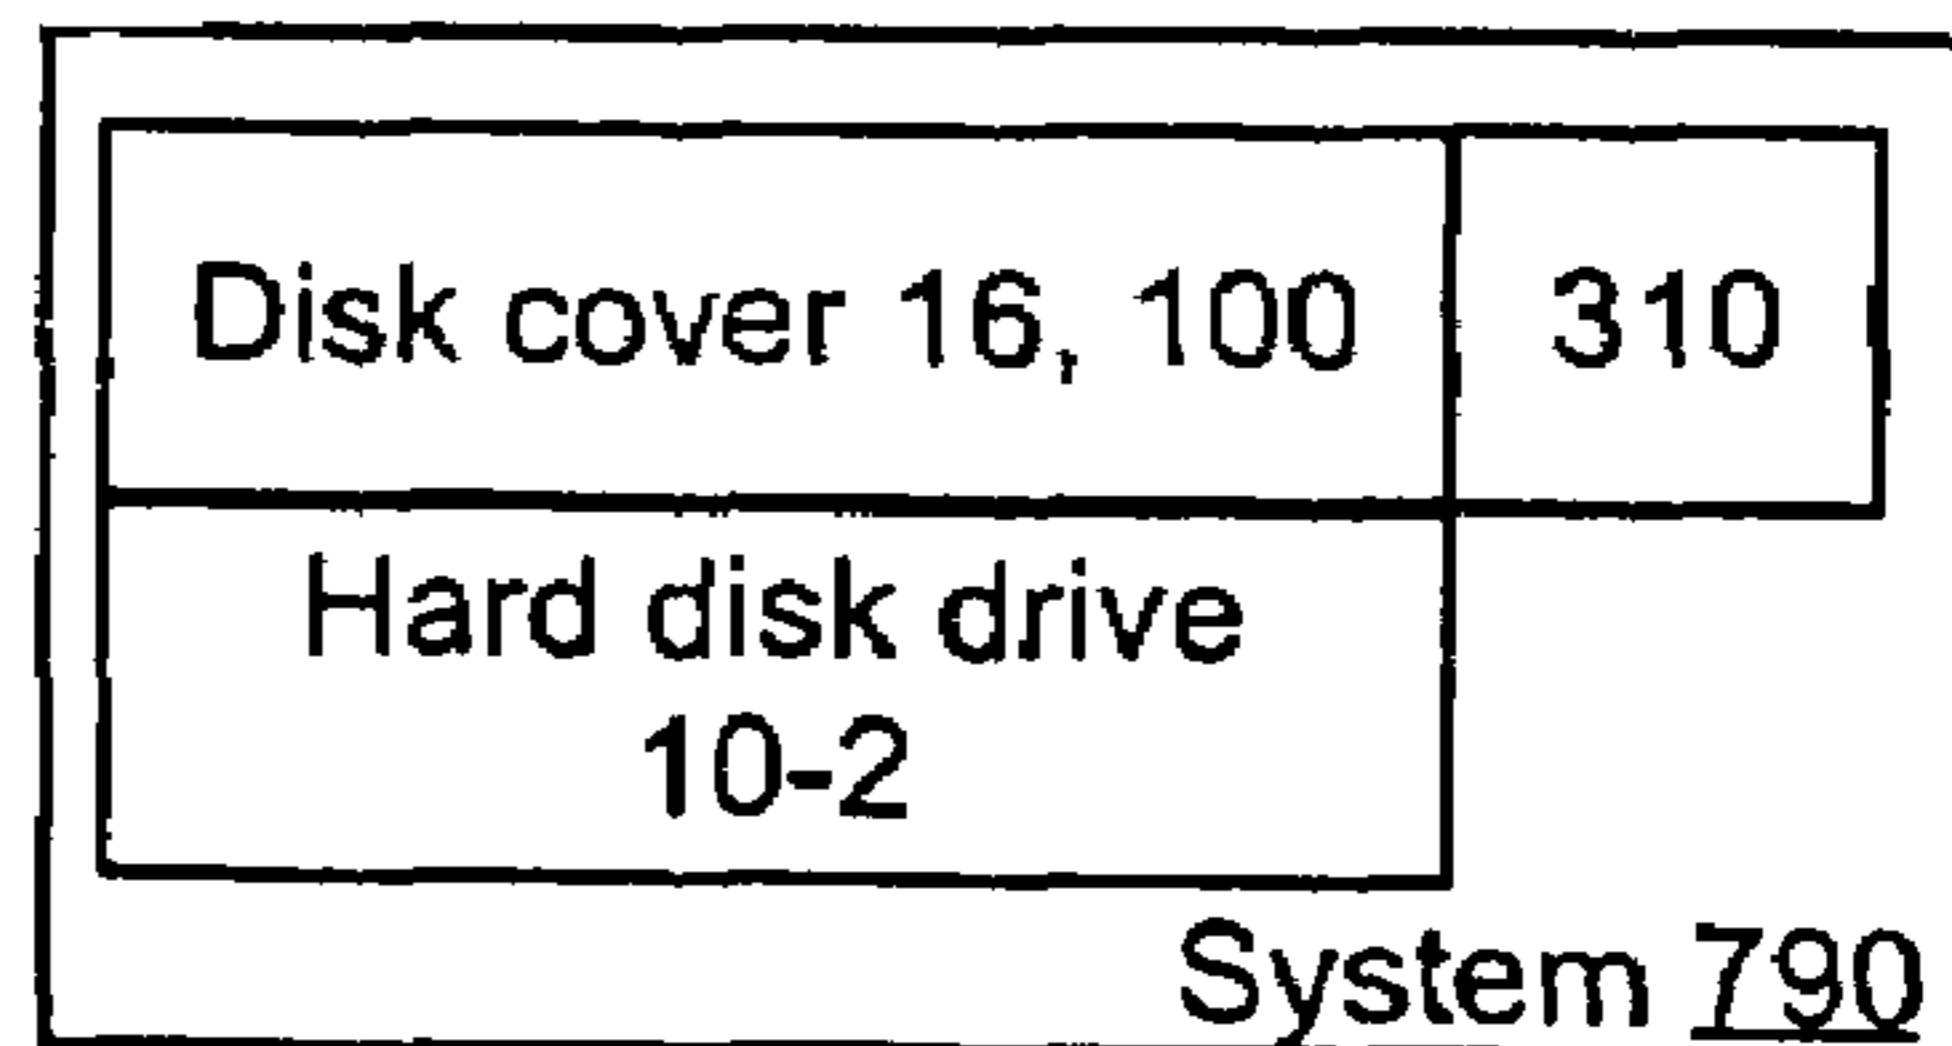 Disk cover 16, 100
310
Hard disk drive
10-2
System 790